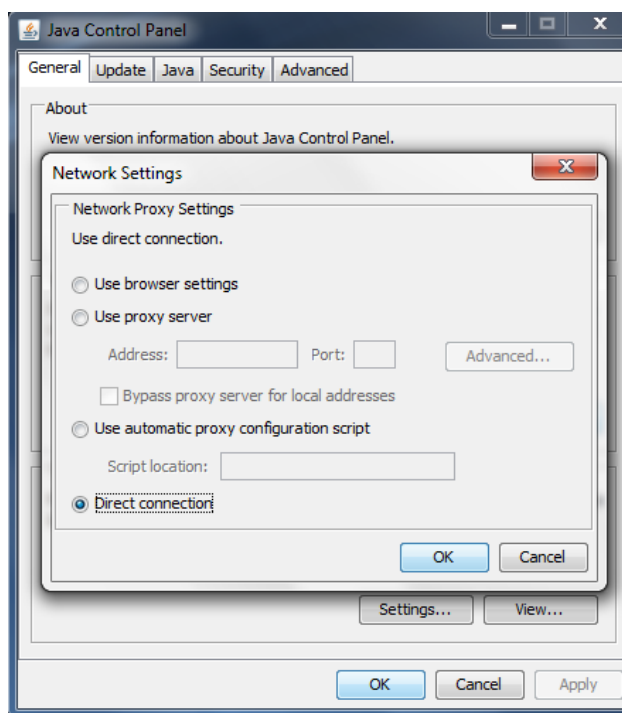 Java Control Panel
General Update Java Security Advanced
About
View version information about Java Control Panel.
Network Settings
Network Proxy Settings
Use direct connection.
Use browser settings
Use proxy server
Address: Port: Advanced...
Bypass proxy server for local addresses
Use automatic proxy configuration script
Script location:
Direct connection
OK Cancel
Settings... View...
OK Cancel Apply